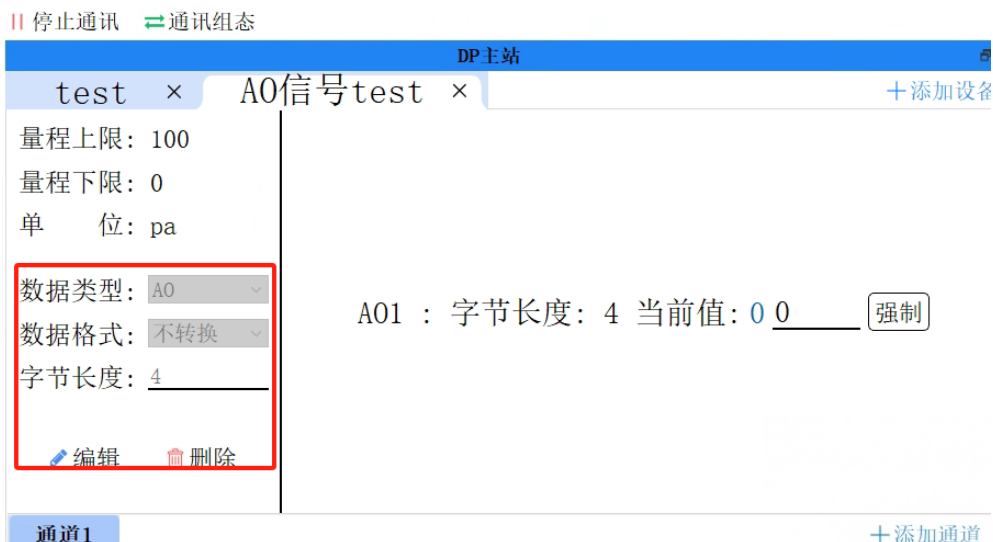 停止通讯 通讯组态
DP主站
test × AO信号test × +添加设备
量程上限: 100
量程下限: 0
单 位: pa
数据类型: AO
数据格式: 不转换
字节长度: 4
编辑 删除
AO1 : 字节长度: 4 当前值: 0 0 强制
通道1 +添加通道